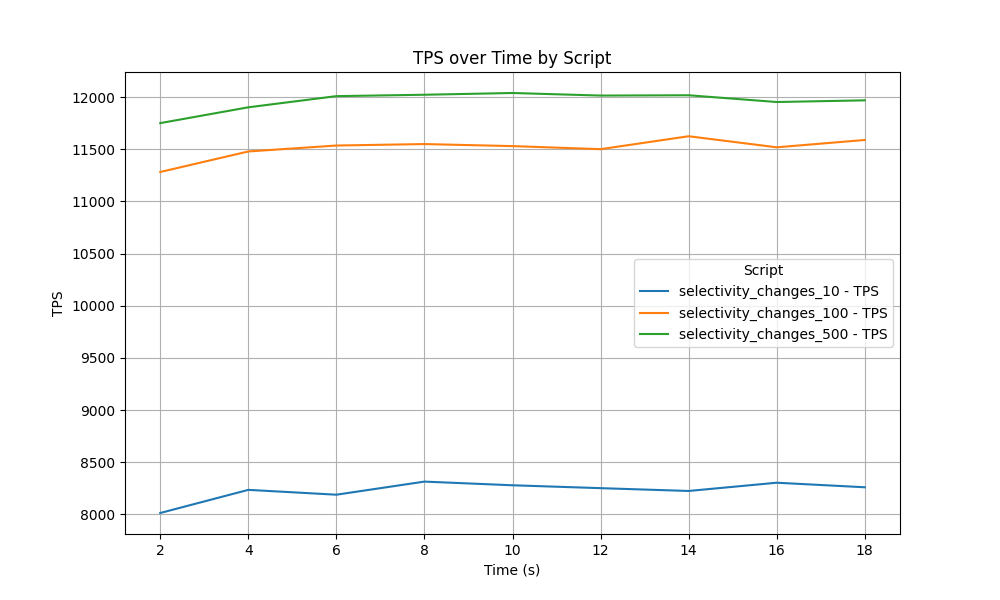 TPS over Time by Script
12000
11500
11000
10500
10000
9500
9000
8500
8000
TPS
Script
selectivity_changes_10 - TPS
selectivity_changes_100 - TPS
selectivity_changes_500 - TPS
2 4 6 8 10 12 14 16 18
Time (s)